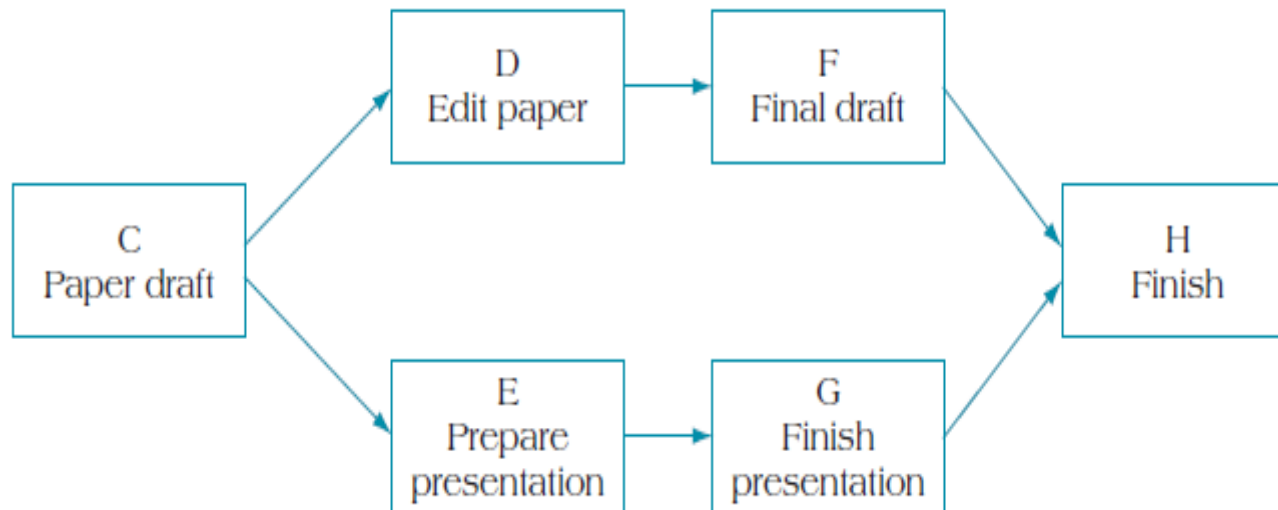 D
Edit paper
F
Final draft
C
Paper draft
H
Finish
E
Prepare
presentation
G
Finish
presentation